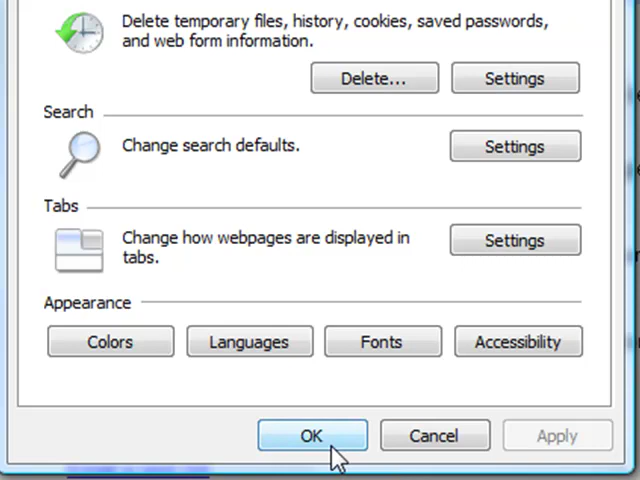 Delete temporary files, history, cookies, saved passwords,
and web form information.
Delete... Settings
Search
Change search defaults. Settings
Tabs
Change how webpages are displayed in
tabs. Settings
Appearance
Colors Languages Fonts Accessibility
OK Cancel Apply